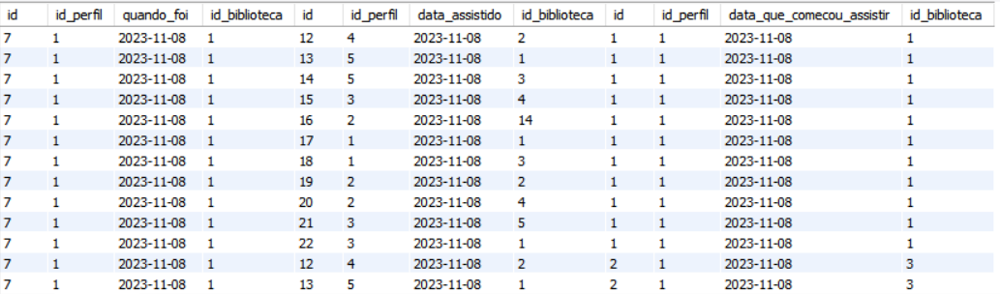 id id_perfil quando_foi id_biblioteca id id_perfil data_assistido id_biblioteca id id_perfil data_que_comecou_assistir id_biblioteca
7 1 2023-11-08 1 12 4 2023-11-08 2 1 1 2023-11-08 1
7 1 2023-11-08 1 13 5 2023-11-08 1 1 1 2023-11-08 1
7 1 2023-11-08 1 14 5 2023-11-08 3 1 1 2023-11-08 1
7 1 2023-11-08 1 15 3 2023-11-08 4 1 1 2023-11-08 1
7 1 2023-11-08 1 16 2 2023-11-08 14 1 1 2023-11-08 1
7 1 2023-11-08 1 17 1 2023-11-08 1 1 1 2023-11-08 1
7 1 2023-11-08 1 18 1 2023-11-08 3 1 1 2023-11-08 1
7 1 2023-11-08 1 19 2 2023-11-08 2 1 1 2023-11-08 1
7 1 2023-11-08 1 20 2 2023-11-08 4 1 1 2023-11-08 1
7 1 2023-11-08 1 21 3 2023-11-08 5 1 1 2023-11-08 1
7 1 2023-11-08 1 22 3 2023-11-08 1 1 1 2023-11-08 1
7 1 2023-11-08 1 12 4 2023-11-08 2 2 1 2023-11-08 3
7 1 2023-11-08 1 13 5 2023-11-08 1 2 1 2023-11-08 3